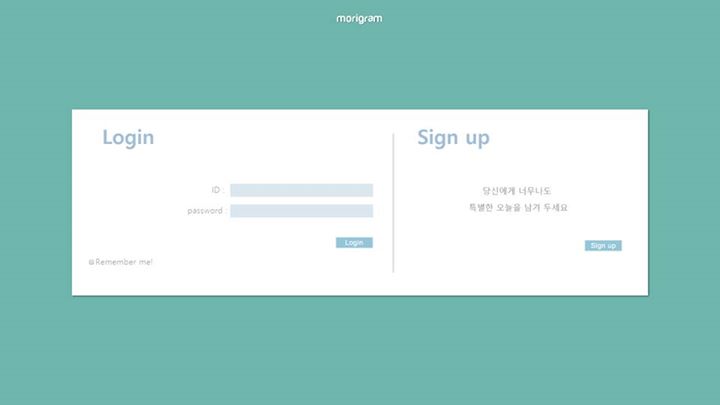 morigram
Login
ID :
password :
Login
Remember me!
Sign up
당신에게 너무나도
특별한 오늘을 남겨 두세요
Sign up